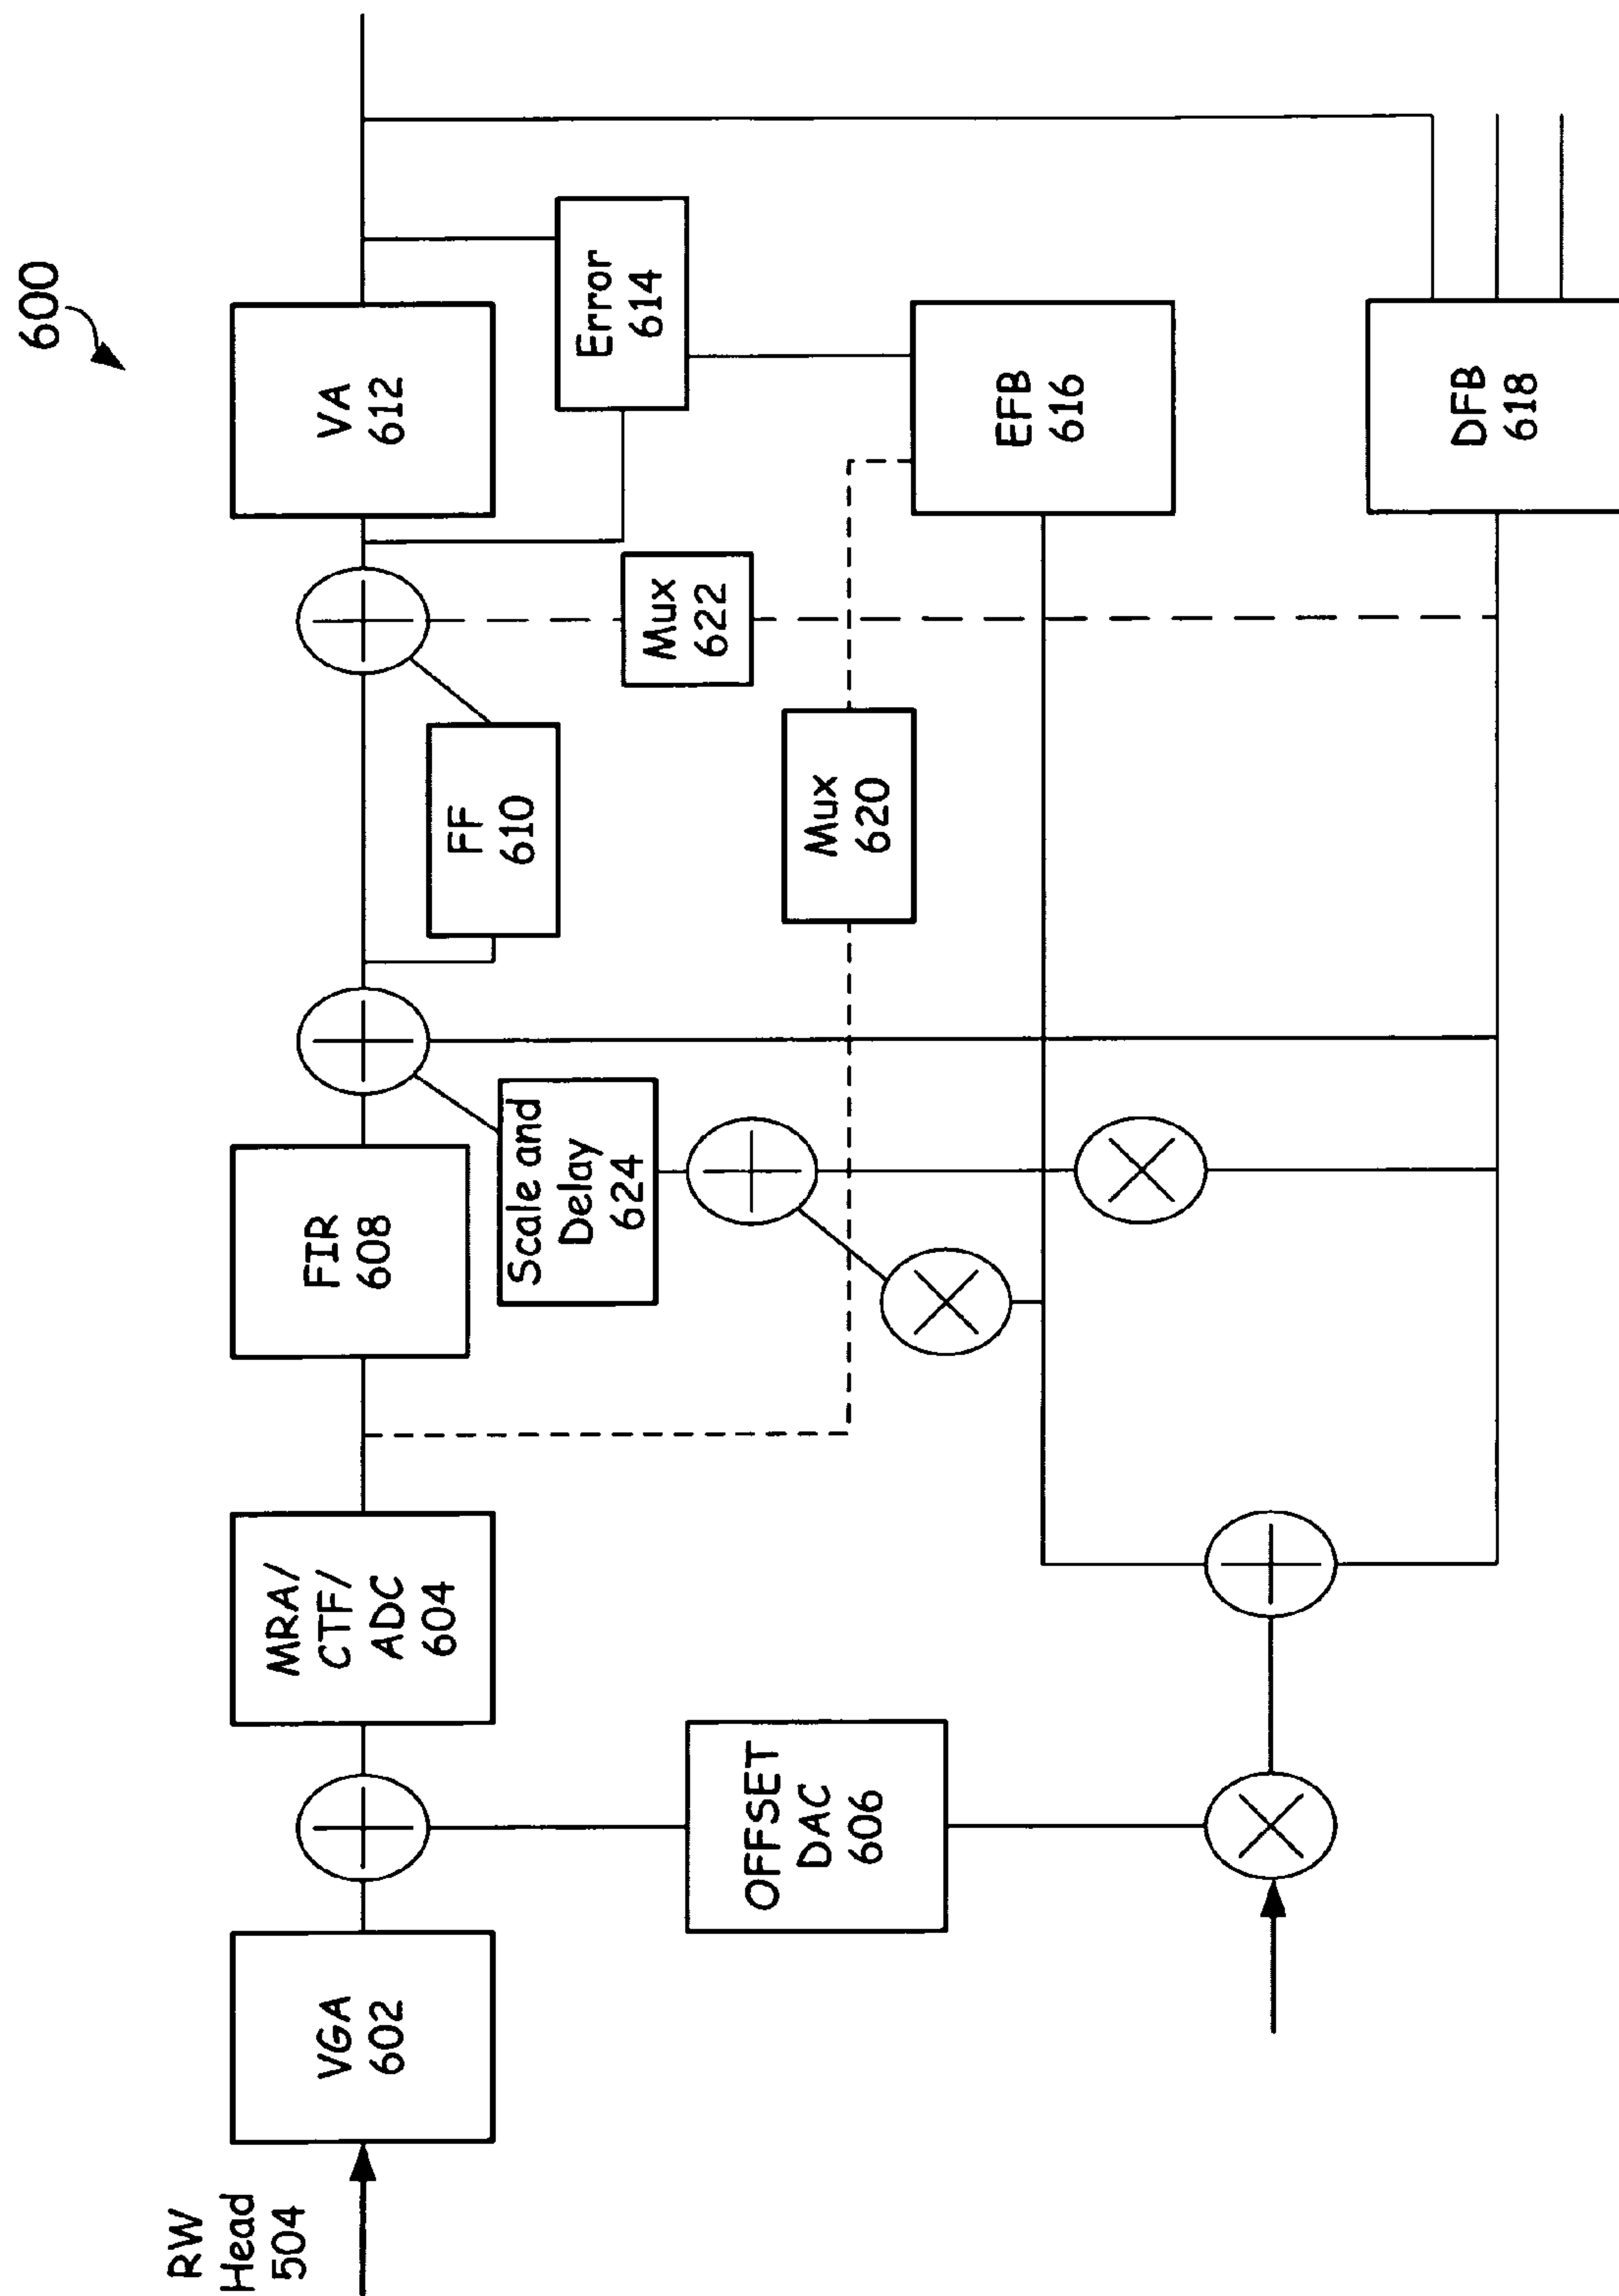 600
RW
Head
504
VGA
602
MRA/
CTF/
ADC
604
FIR
608
FF
610
VA
612
Error
614
Scale and
Delay
624
Mux
622
Mux
620
OFFSET
DAC
606
EFB
616
DFB
618